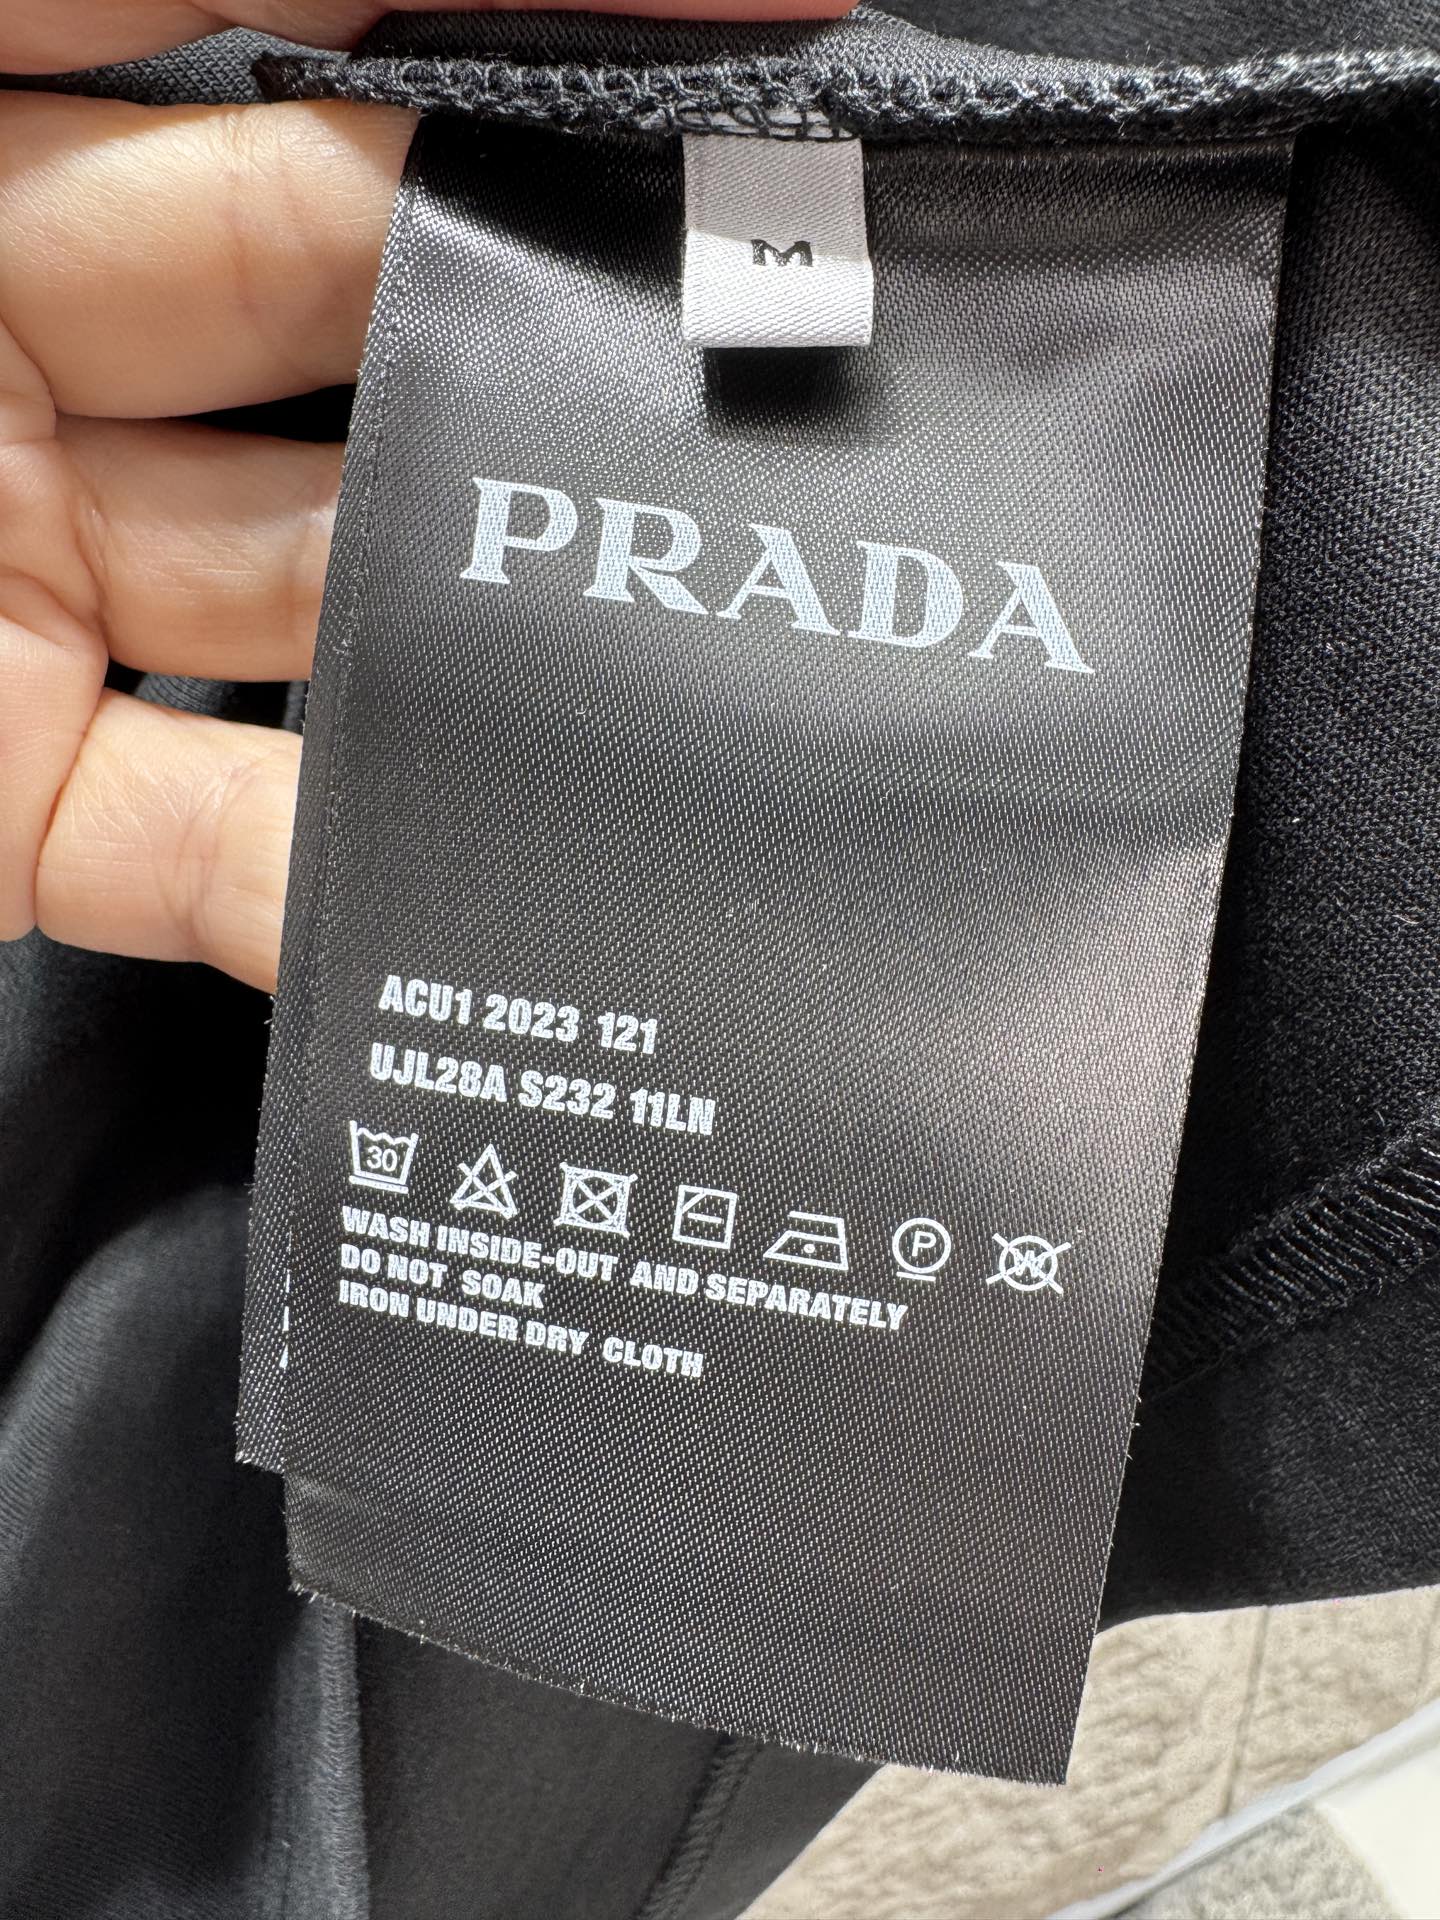 M
PRADA
ACU1 2023 121
UJL28A S232 11LN
30
P
W
WASH INSIDE-OUT AND SEPARATELY
DO NOT SOAK
IRON UNDER DRY CLOTH